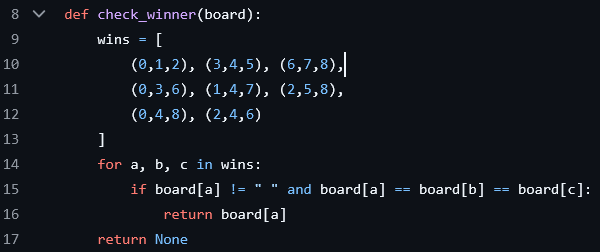 8 def check_winner(board):
9     wins = [
10         (0,1,2), (3,4,5), (6,7,8),
11         (0,3,6), (1,4,7), (2,5,8),
12         (0,4,8), (2,4,6)
13     ]
14     for a, b, c in wins:
15         if board[a] != " " and board[a] == board[b] == board[c]:
16             return board[a]
17     return None